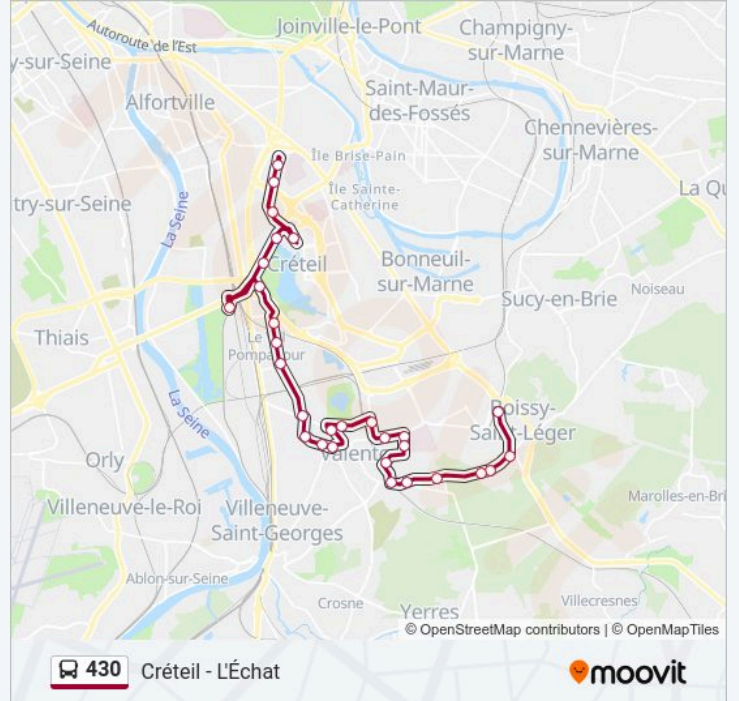 Joinville-le-Pont
Champigny-
sur-Marne
Autoroute de l'Est
y-sur-Seine
Alfortville
Saint-Maur-
des-Fossés
Chennevières-
sur-Marne
Île Brise-Pain
Île Sainte-
Catherine
La Qu
try-sur-Seine
La Seine
Créteil
Bonneuil-
sur-Marne
Noiseau
Sucy-en-Brie
Thiais
Le
Pompadour
La Seine
Boissy-
Saint-Léger
Orly
Valento
Marolles-en-Bri
Villeneuve-le-Roi
Villeneuve-
Saint-Georges
Ablon-sur-Seine
Crosne
Yerres
Villecresnes
© OpenStreetMap contributors | © OpenMapTiles
430 Créteil - L'Échat
moovit